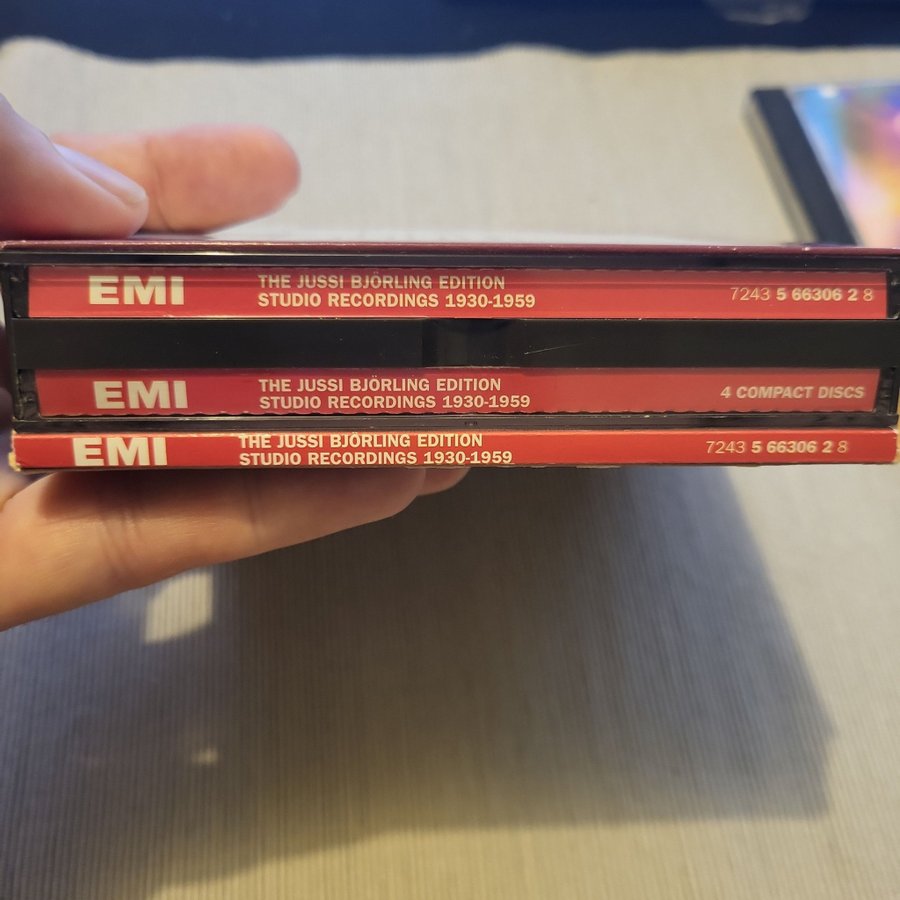 EMI
THE JUSSI BJÖRLING EDITION
STUDIO RECORDINGS 1930-1959
7243 5 66306 2 8
EMI
THE JUSSI BJÖRLING EDITION
STUDIO RECORDINGS 1930-1959
4 COMPACT DISCS
EMI
THE JUSSI BJÖRLING EDITION
STUDIO RECORDINGS 1930-1959
7243 5 66306 2 8